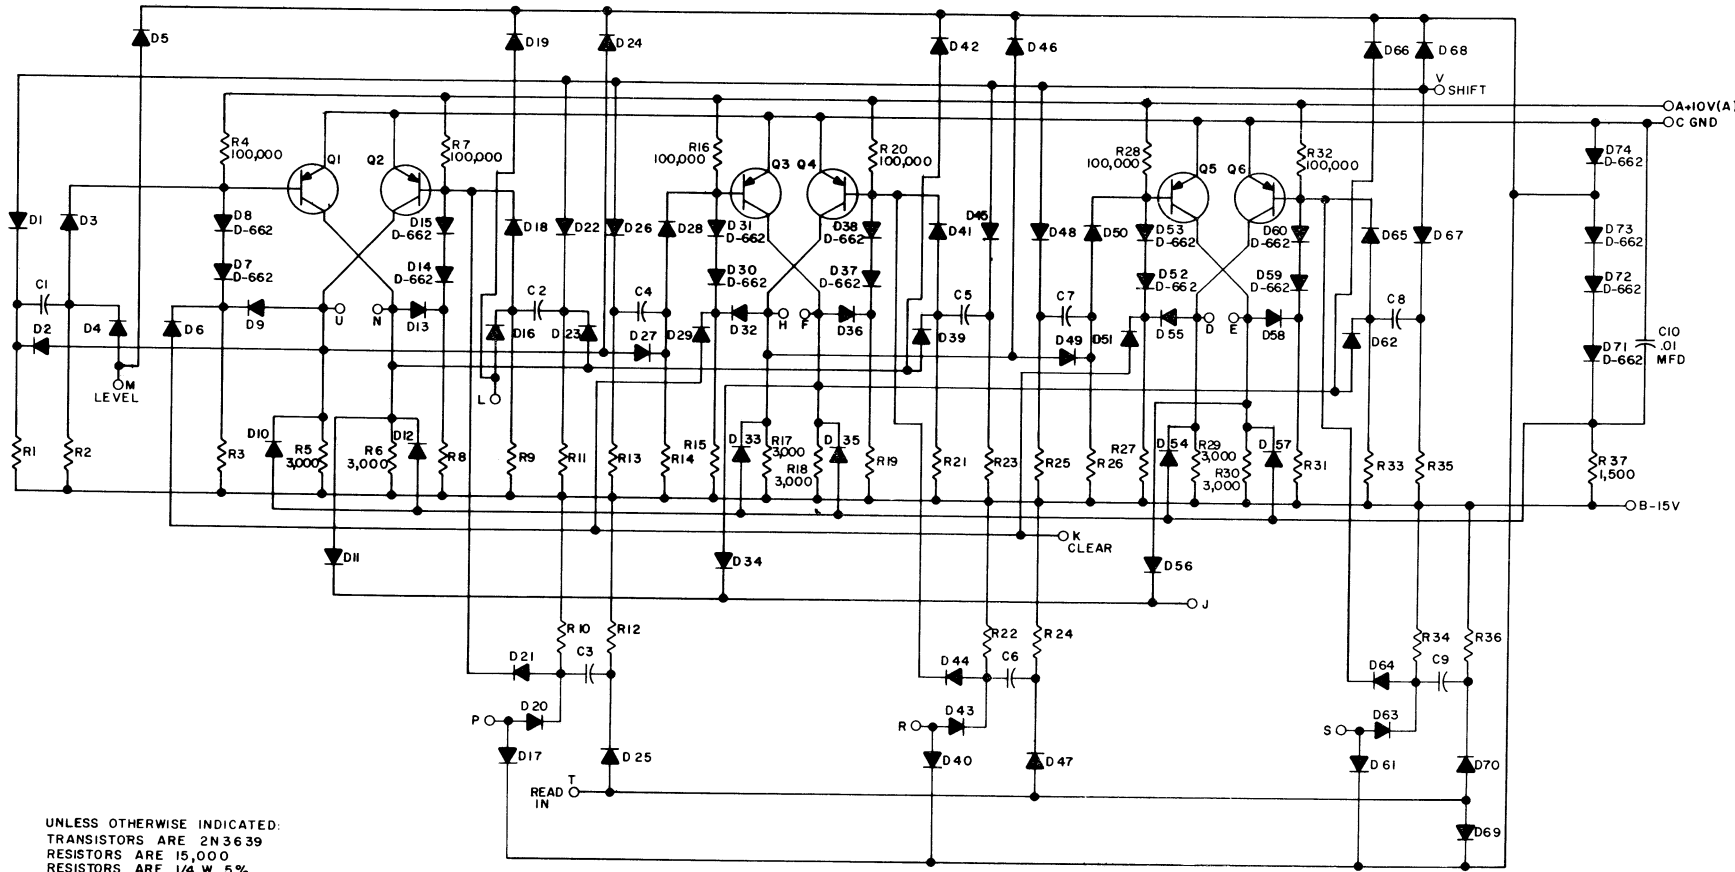 D5
D19
D24
D42
D46
D66
D68
V
SHIFT
A+10V(A)
C GND
R4
100,000
Q1
Q2
R7
100,000
R16
100,000
Q3
Q4
R20
100,000
R28
100,000
Q5
Q6
R32
100,000
D74
D-662
D1
D3
D8
D-662
D15
D-662
D18
D22
D26
D28
D31
D-662
D38
D-662
D41
D45
D48
D50
D53
D-662
D60
D-662
D65
D67
D73
D-662
D7
D-662
D14
D-662
D30
D-662
D37
D-662
D52
D-662
D59
D-662
D72
D-662
C1
C2
C4
C5
C7
C8
D2
D4
D6
D9
U
N
D13
D16
D23
D27
D29
D32
H
F
D36
D39
D49
D51
D55
D
E
D58
D62
D71
D-662
C10
.01
MFD
M
LEVEL
L
R1
R2
R3
D10
R5
3,000
R6
3,000
D12
R8
R9
R11
R13
R14
R15
D33
R17
3,000
R18
3,000
D35
R19
R21
R23
R25
R26
R27
D54
R29
3,000
R30
3,000
D57
R31
R33
R35
R37
1,500
B-15V
K
CLEAR
D11
D34
D56
J
R10
R12
R22
R24
R34
R36
D21
C3
D44
C6
D64
C9
P
D20
R
D43
S
D63
D17
D25
D40
D47
D61
D70
T
READ
IN
D69
UNLESS OTHERWISE INDICATED:
TRANSISTORS ARE 2N3639
RESISTORS ARE 15,000
RESISTORS ARE 1/4 W 5%